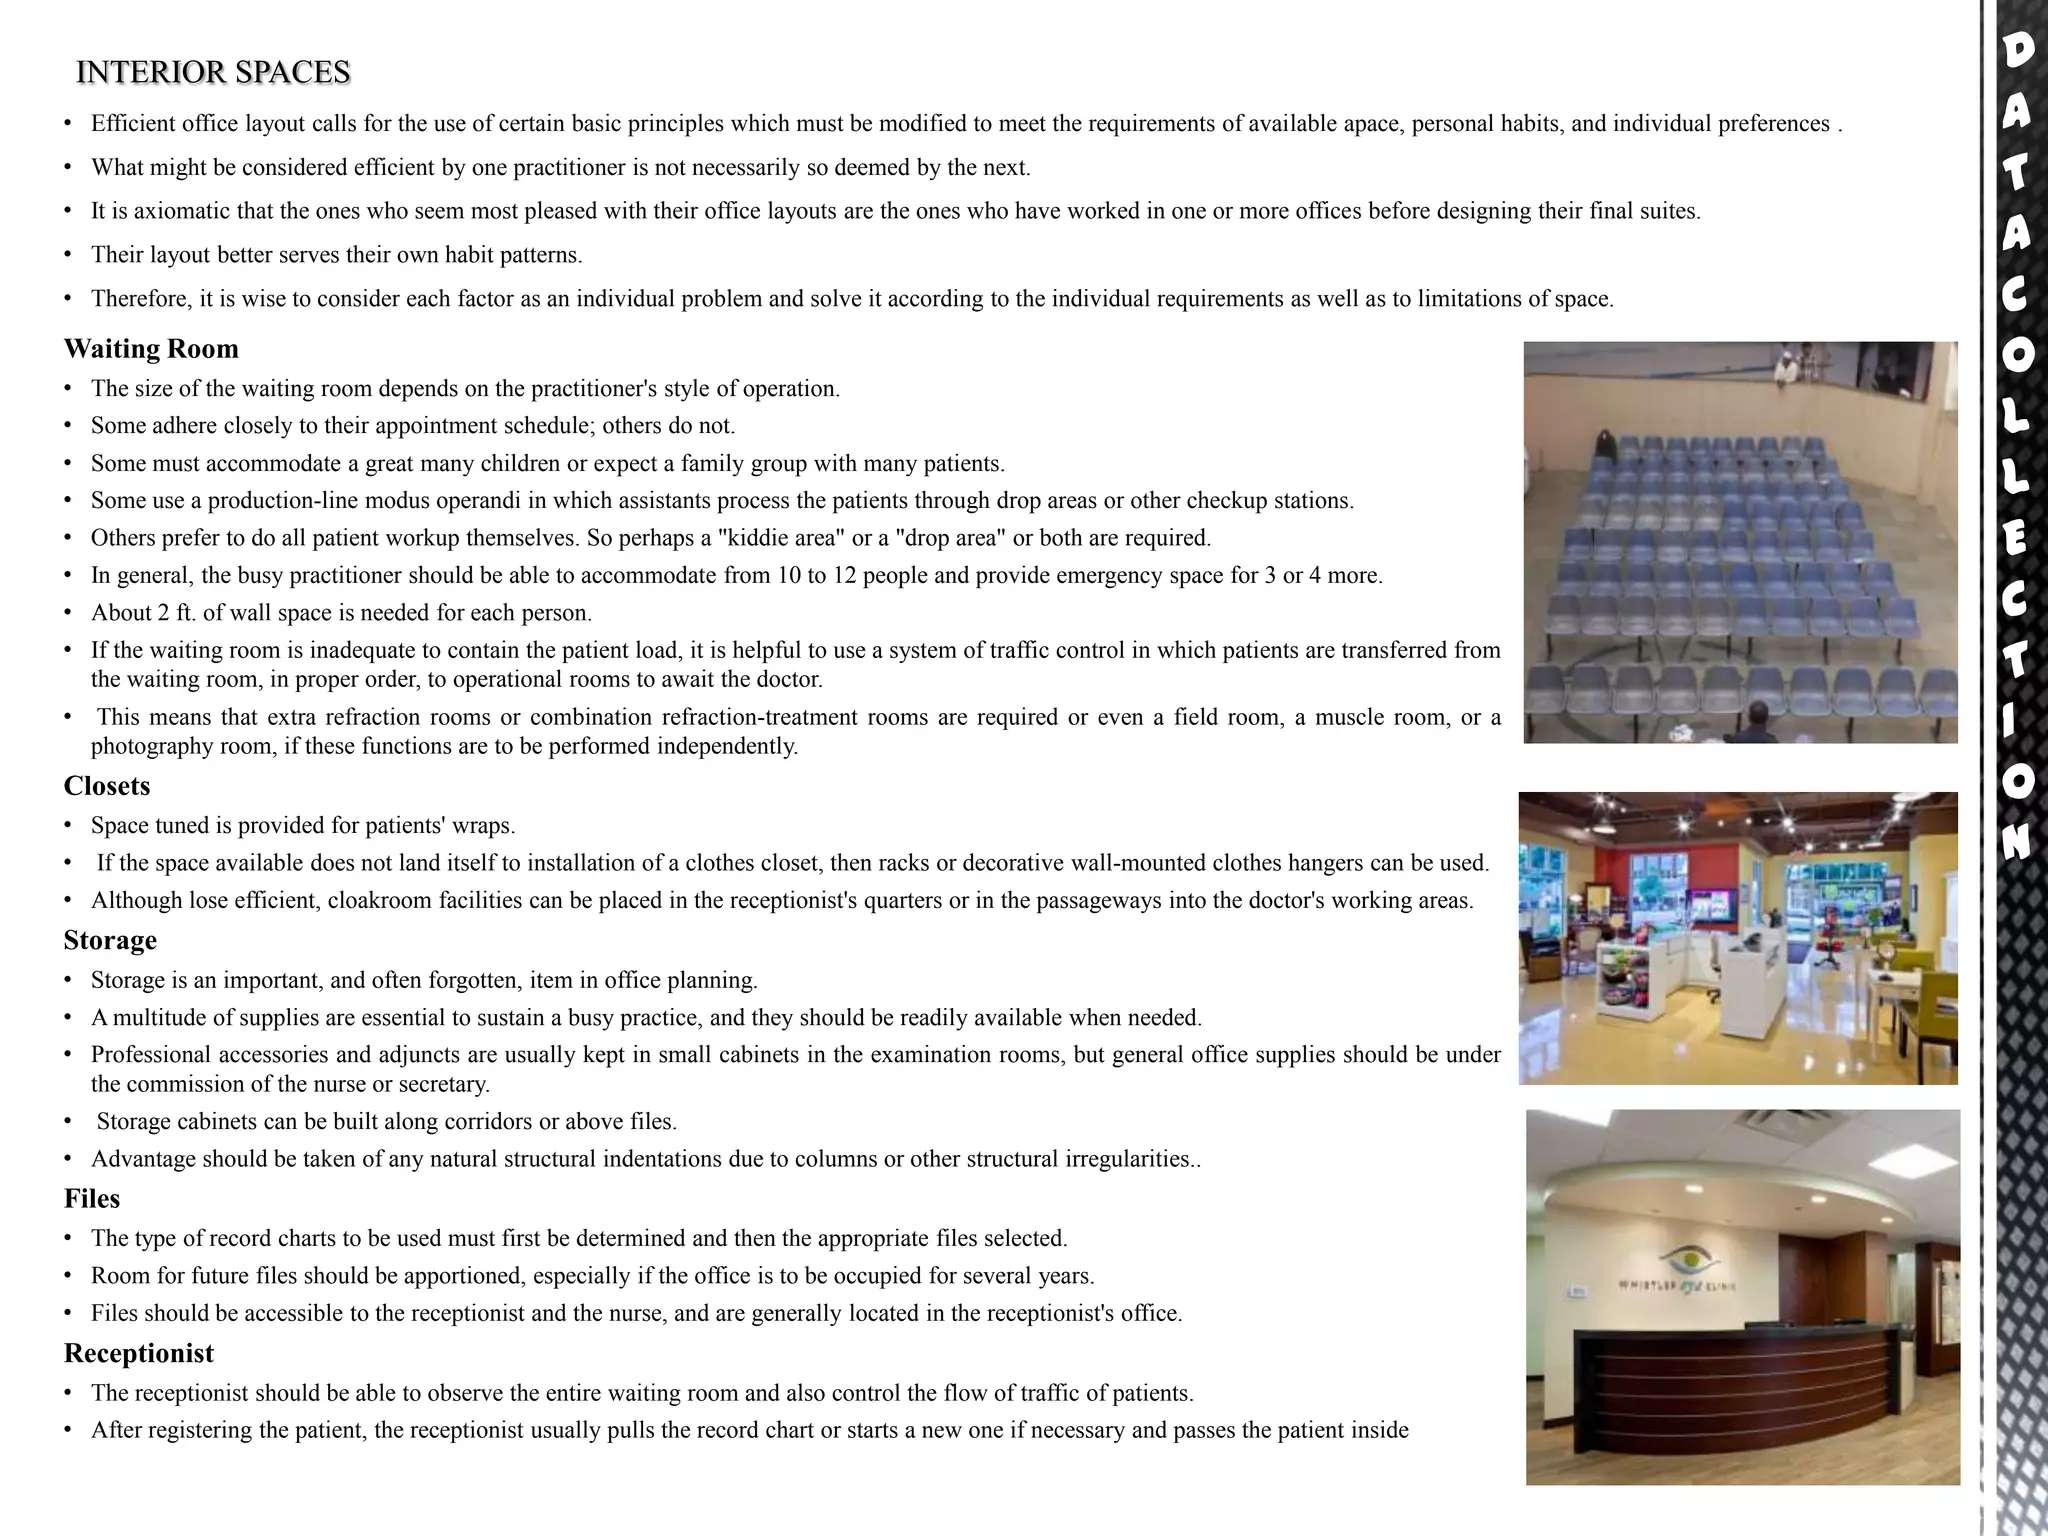 INTERIOR SPACES
• Efficient office layout calls for the use of certain basic principles which must be modified to meet the requirements of available apace, personal habits, and individual preferences .
• What might be considered efficient by one practitioner is not necessarily so deemed by the next.
• It is axiomatic that the ones who seem most pleased with their office layouts are the ones who have worked in one or more offices before designing their final suites.
• Their layout better serves their own habit patterns.
• Therefore, it is wise to consider each factor as an individual problem and solve it according to the individual requirements as well as to limitations of space.
Waiting Room
• The size of the waiting room depends on the practitioner's style of operation.
• Some adhere closely to their appointment schedule; others do not.
• Some must accommodate a great many children or expect a family group with many patients.
• Some use a production-line modus operandi in which assistants process the patients through drop areas or other checkup stations.
• Others prefer to do all patient workup themselves. So perhaps a "kiddie area" or a "drop area" or both are required.
• In general, the busy practitioner should be able to accommodate from 10 to 12 people and provide emergency space for 3 or 4 more.
• About 2 ft. of wall space is needed for each person.
• If the waiting room is inadequate to contain the patient load, it is helpful to use a system of traffic control in which patients are transferred from
the waiting room, in proper order, to operational rooms to await the doctor.
• This means that extra refraction rooms or combination refraction-treatment rooms are required or even a field room, a muscle room, or a
photography room, if these functions are to be performed independently.
Closets
• Space tuned is provided for patients' wraps.
• If the space available does not land itself to installation of a clothes closet, then racks or decorative wall-mounted clothes hangers can be used.
• Although lose efficient, cloakroom facilities can be placed in the receptionist's quarters or in the passageways into the doctor's working areas.
Storage
• Storage is an important, and often forgotten, item in office planning.
• A multitude of supplies are essential to sustain a busy practice, and they should be readily available when needed.
• Professional accessories and adjuncts are usually kept in small cabinets in the examination rooms, but general office supplies should be under
the commission of the nurse or secretary.
• Storage cabinets can be built along corridors or above files.
• Advantage should be taken of any natural structural indentations due to columns or other structural irregularities..
Files
• The type of record charts to be used must first be determined and then the appropriate files selected.
• Room for future files should be apportioned, especially if the office is to be occupied for several years.
• Files should be accessible to the receptionist and the nurse, and are generally located in the receptionist's office.
Receptionist
• The receptionist should be able to observe the entire waiting room and also control the flow of traffic of patients.
• After registering the patient, the receptionist usually pulls the record chart or starts a new one if necessary and passes the patient inside
WHISTLER eye CLINIC
DATA COLLECTION